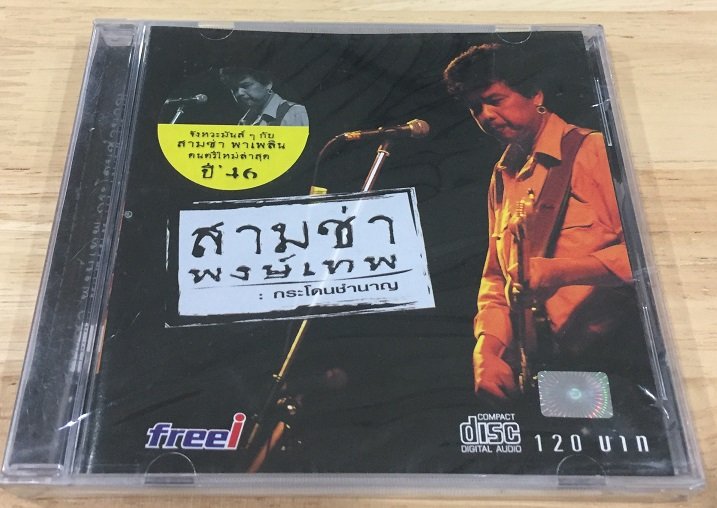 จังหวะมันส์ ๆ กับ
สามช่า พาเพลิน
ดนตรีใหม่ล่าสุด
ปี '46
สามช่า
พงษ์เทพ
: กระโดนชำนาญ
freei
COMPACT
disc
DIGITAL AUDIO
120 บาท